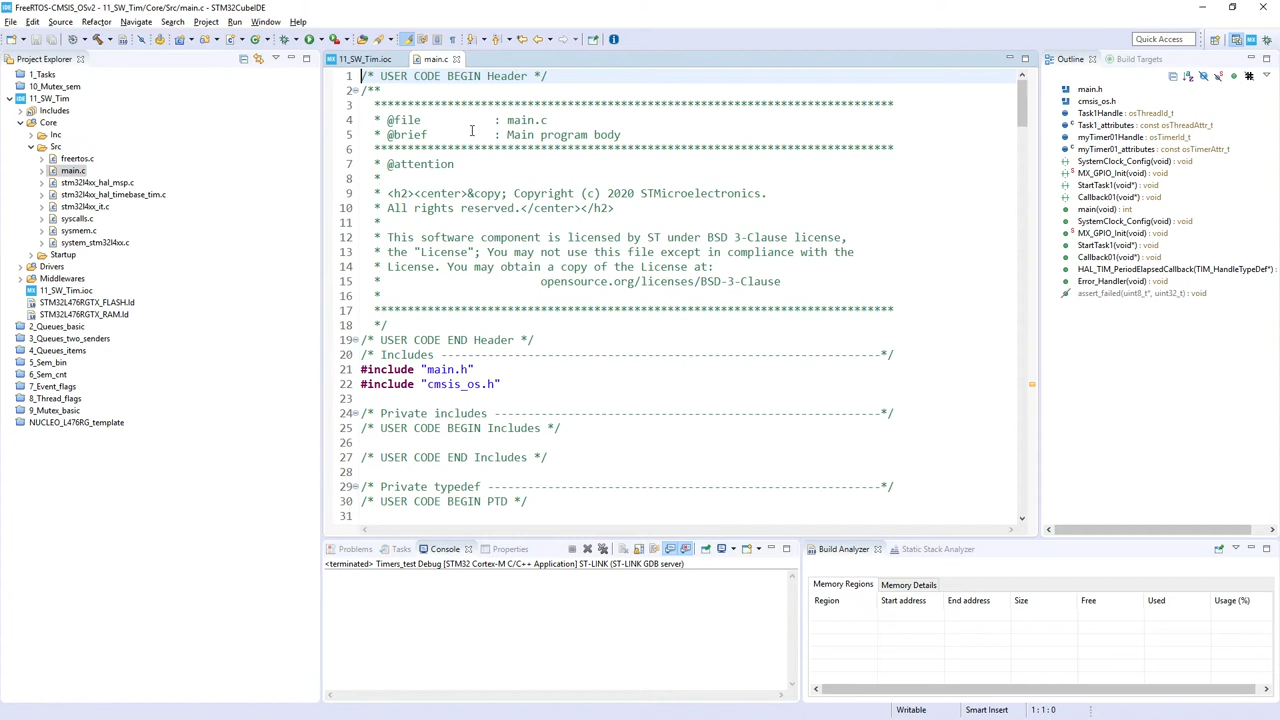 FreeRTOS-CMSIS_OSv2 - 11_SW_Tim/Core/Src/main.c - STM32CubeIDE
File Edit Source Refactor Navigate Search Project Run Window Help
Quick Access
Project Explorer
1_Tasks
10_Mutex_sem
11_SW_Tim
Includes
Core
Inc
Src
freertos.c
main.c
stm32l4xx_hal_msp.c
stm32l4xx_hal_timebase_tim.c
stm32l4xx_it.c
syscalls.c
sysmem.c
system_stm32l4xx.c
Startup
Drivers
Middlewares
11_SW_Tim.ioc
STM32L476RGTX_FLASH.ld
STM32L476RGTX_RAM.ld
2_Queues_basic
3_Queues_two_senders
4_Queues_items
5_Sem_bin
6_Sem_cnt
7_Event_flags
8_Thread_flags
9_Mutex_basic
NUCLEO_L476RG_template
11_SW_Tim.ioc main.c
1 /* USER CODE BEGIN Header */
2 /**
3 ******************************************************************************
4 * @file : main.c
5 * @brief : Main program body
6 ******************************************************************************
7 * @attention
8 *
9 * <h2><center>&copy; Copyright (c) 2020 STMicroelectronics.
10 * All rights reserved.</center></h2>
11 *
12 * This software component is licensed by ST under BSD 3-Clause license,
13 * the "License"; You may not use this file except in compliance with the
14 * License. You may obtain a copy of the License at:
15 * opensource.org/licenses/BSD-3-Clause
16 *
17 ******************************************************************************
18 */
19 /* USER CODE END Header */
20 /* Includes ------------------------------------------------------------------*/
21 #include "main.h"
22 #include "cmsis_os.h"
23
24 /* Private includes ----------------------------------------------------------*/
25 /* USER CODE BEGIN Includes */
26
27 /* USER CODE END Includes */
28
29 /* Private typedef -----------------------------------------------------------*/
30 /* USER CODE BEGIN PTD */
31
Outline Build Targets
main.h
cmsis_os.h
Task1Handle : osThreadId_t
Task1_attributes : const osThreadAttr_t
myTimer01Handle : osTimerId_t
myTimer01_attributes : const osTimerAttr_t
SystemClock_Config(void) : void
MX_GPIO_Init(void) : void
StartTask1(void*) : void
Callback01(void*) : void
main(void) : int
SystemClock_Config(void) : void
MX_GPIO_Init(void) : void
StartTask1(void*) : void
Callback01(void*) : void
HAL_TIM_PeriodElapsedCallback(TIM_HandleTypeDef*)
Error_Handler(void) : void
assert_failed(uint8_t*, uint32_t) : void
Problems Tasks Console Properties
<terminated> Timers_test Debug [STM32 Cortex-M C/C++ Application] ST-LINK (ST-LINK GDB server)
Build Analyzer Static Stack Analyzer
Memory Regions Memory Details
Region Start address End address Size Free Used Usage (%)
Writable Smart Insert 1 : 1 : 0